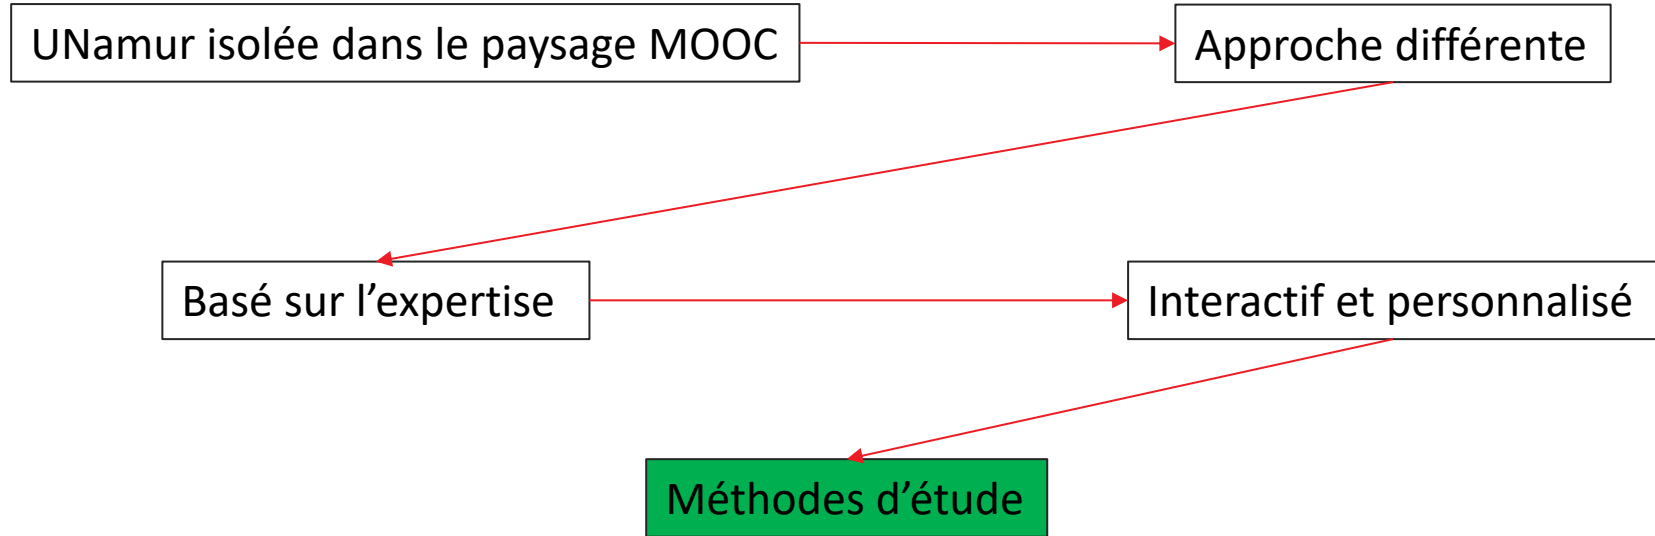 UNamur isolée dans le paysage MOOC
Approche différente
Basé sur l’expertise
Interactif et personnalisé
Méthodes d’étude